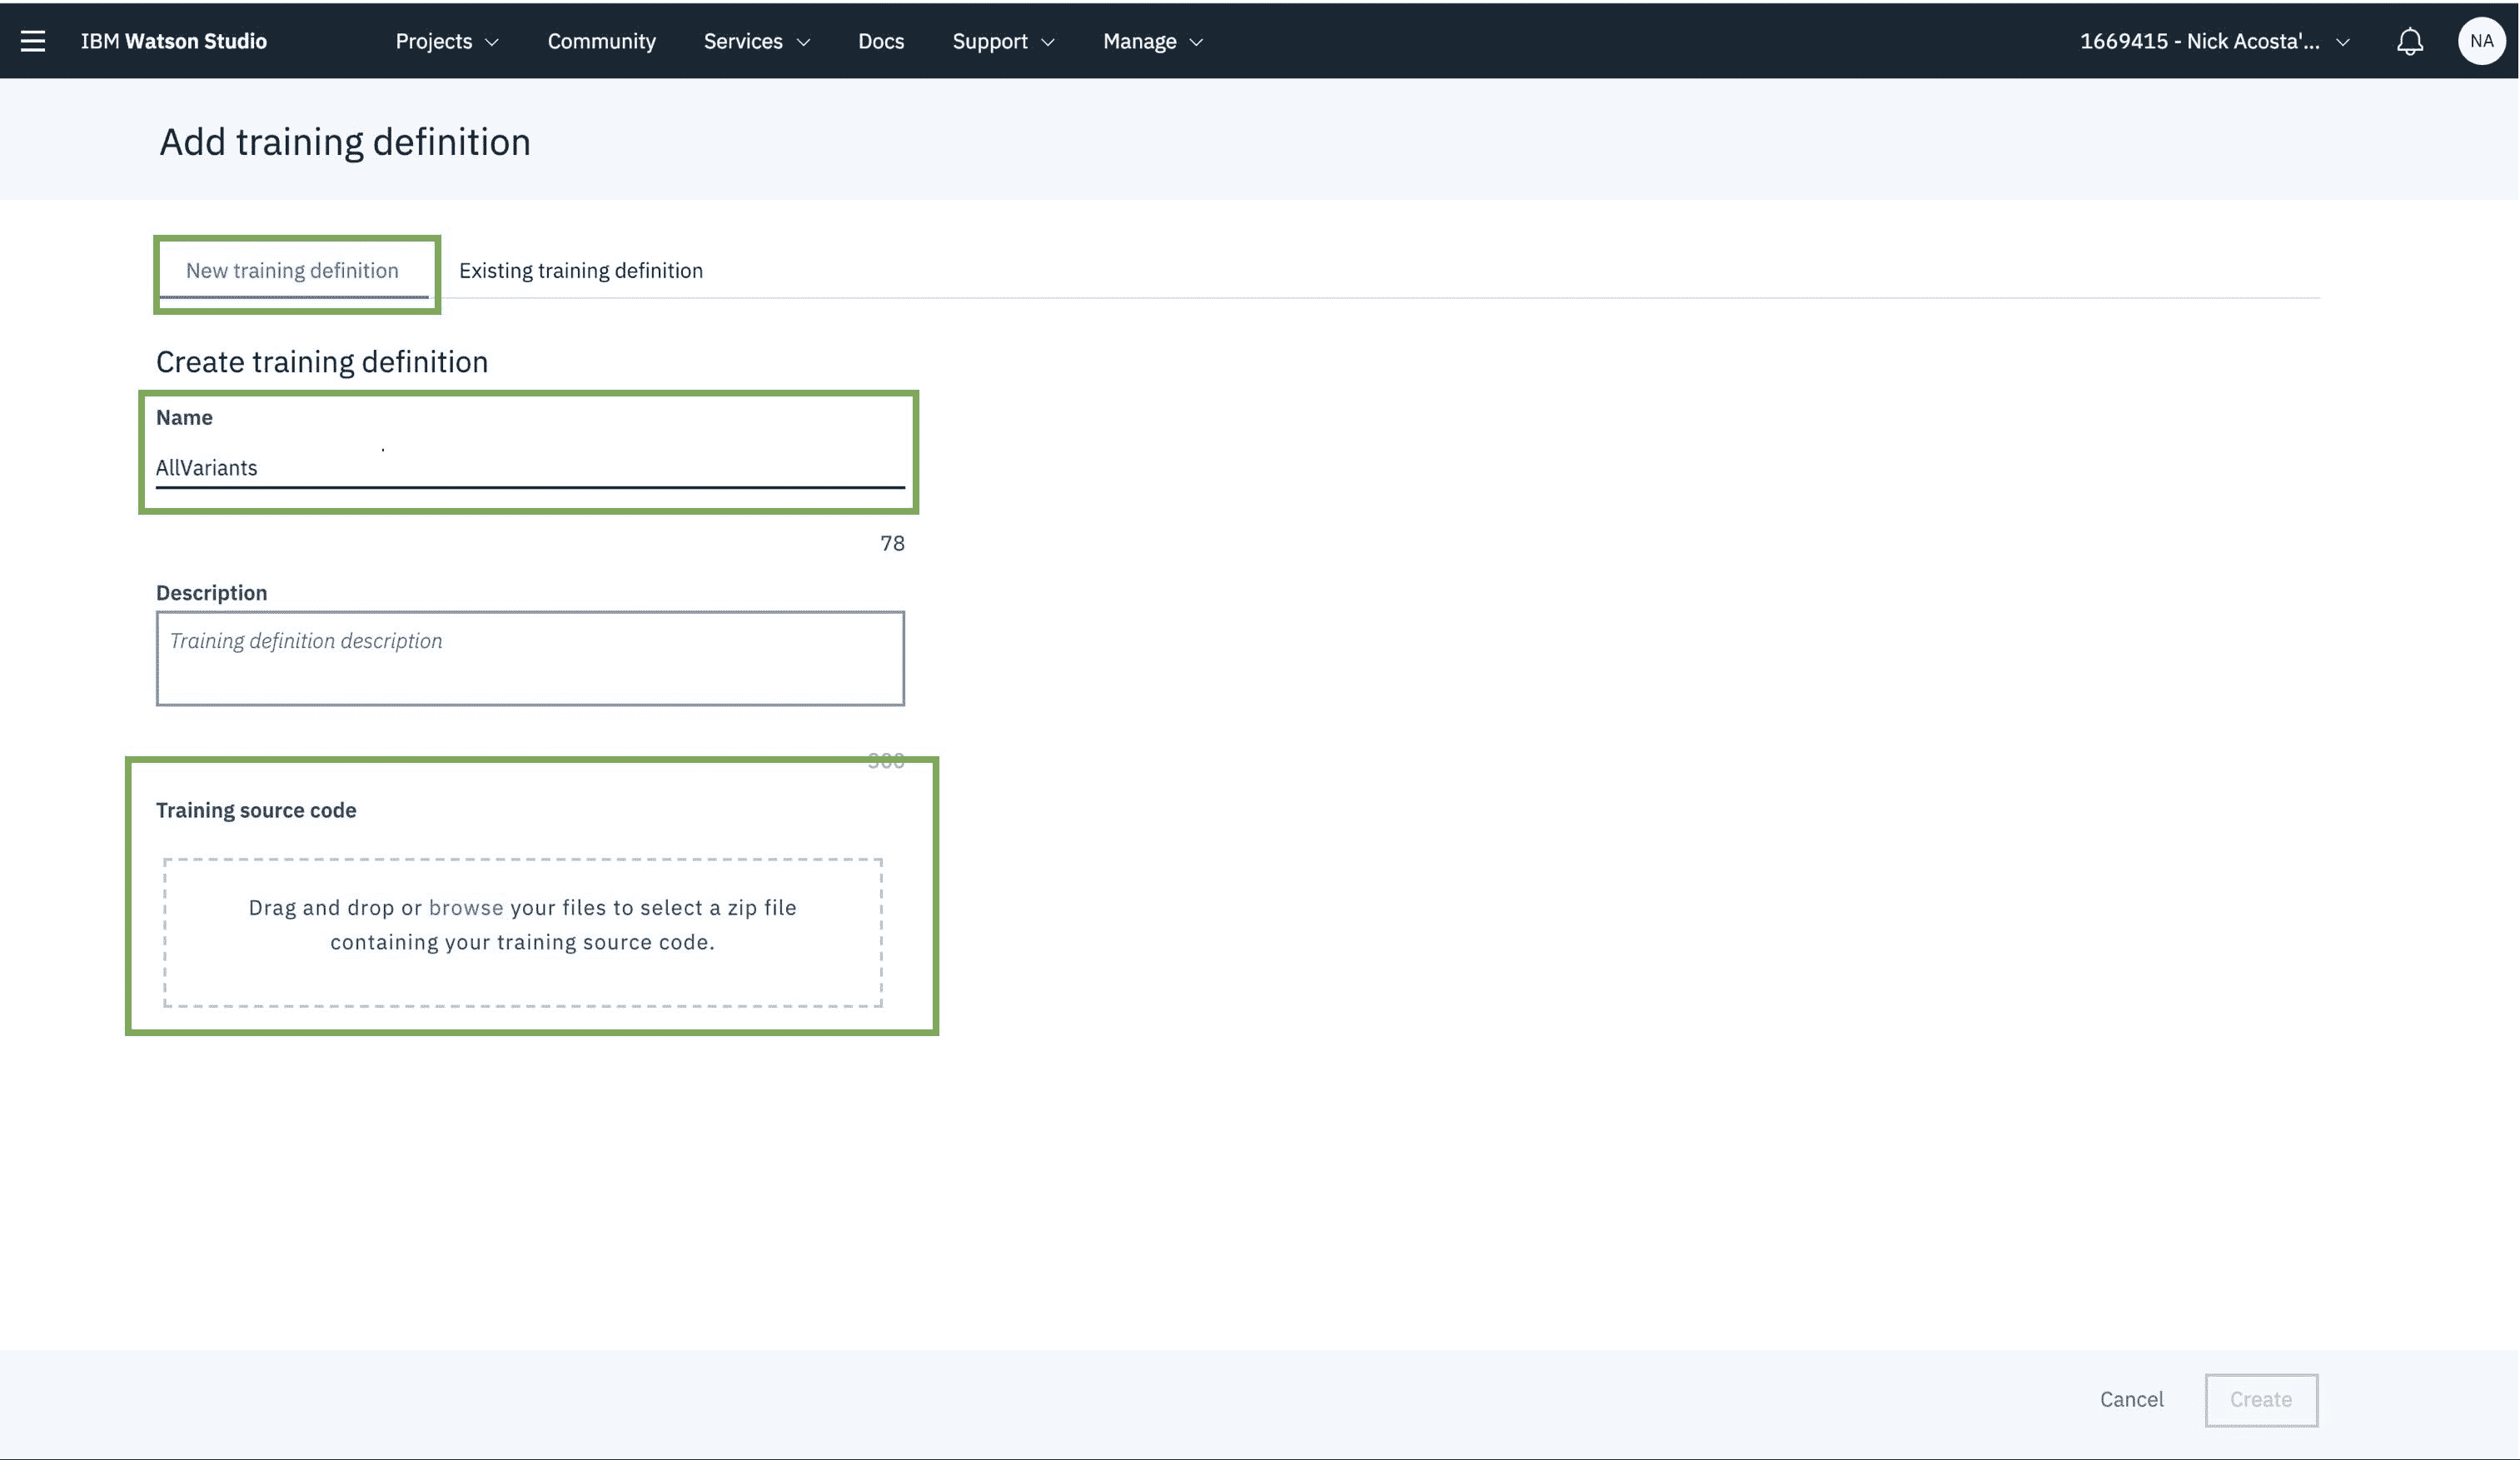 IBM Watson Studio Projects Community Services Docs Support Manage 1669415 - Nick Acosta'... NA
Add training definition
New training definition Existing training definition
Create training definition
Name
AllVariants
78
Description
Training definition description
300
Training source code
Drag and drop or browse your files to select a zip file
containing your training source code.
Cancel Create